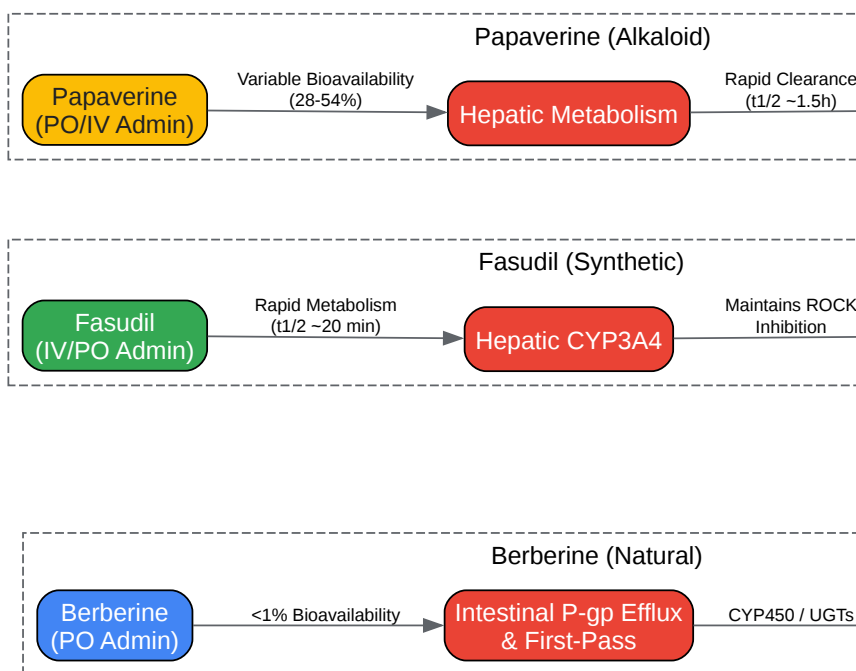 Papaverine (Alkaloid)
Papaverine
(PO/IV Admin)
Variable Bioavailability
(28-54%)
Hepatic Metabolism
Rapid Clearance
(t1/2 ~1.5h)
Fasudil (Synthetic)
Fasudil
(IV/PO Admin)
Rapid Metabolism
(t1/2 ~20 min)
Hepatic CYP3A4
Maintains ROCK
Inhibition
Berberine (Natural)
Berberine
(PO Admin)
<1% Bioavailability
Intestinal P-gp Efflux
& First-Pass
CYP450 / UGTs